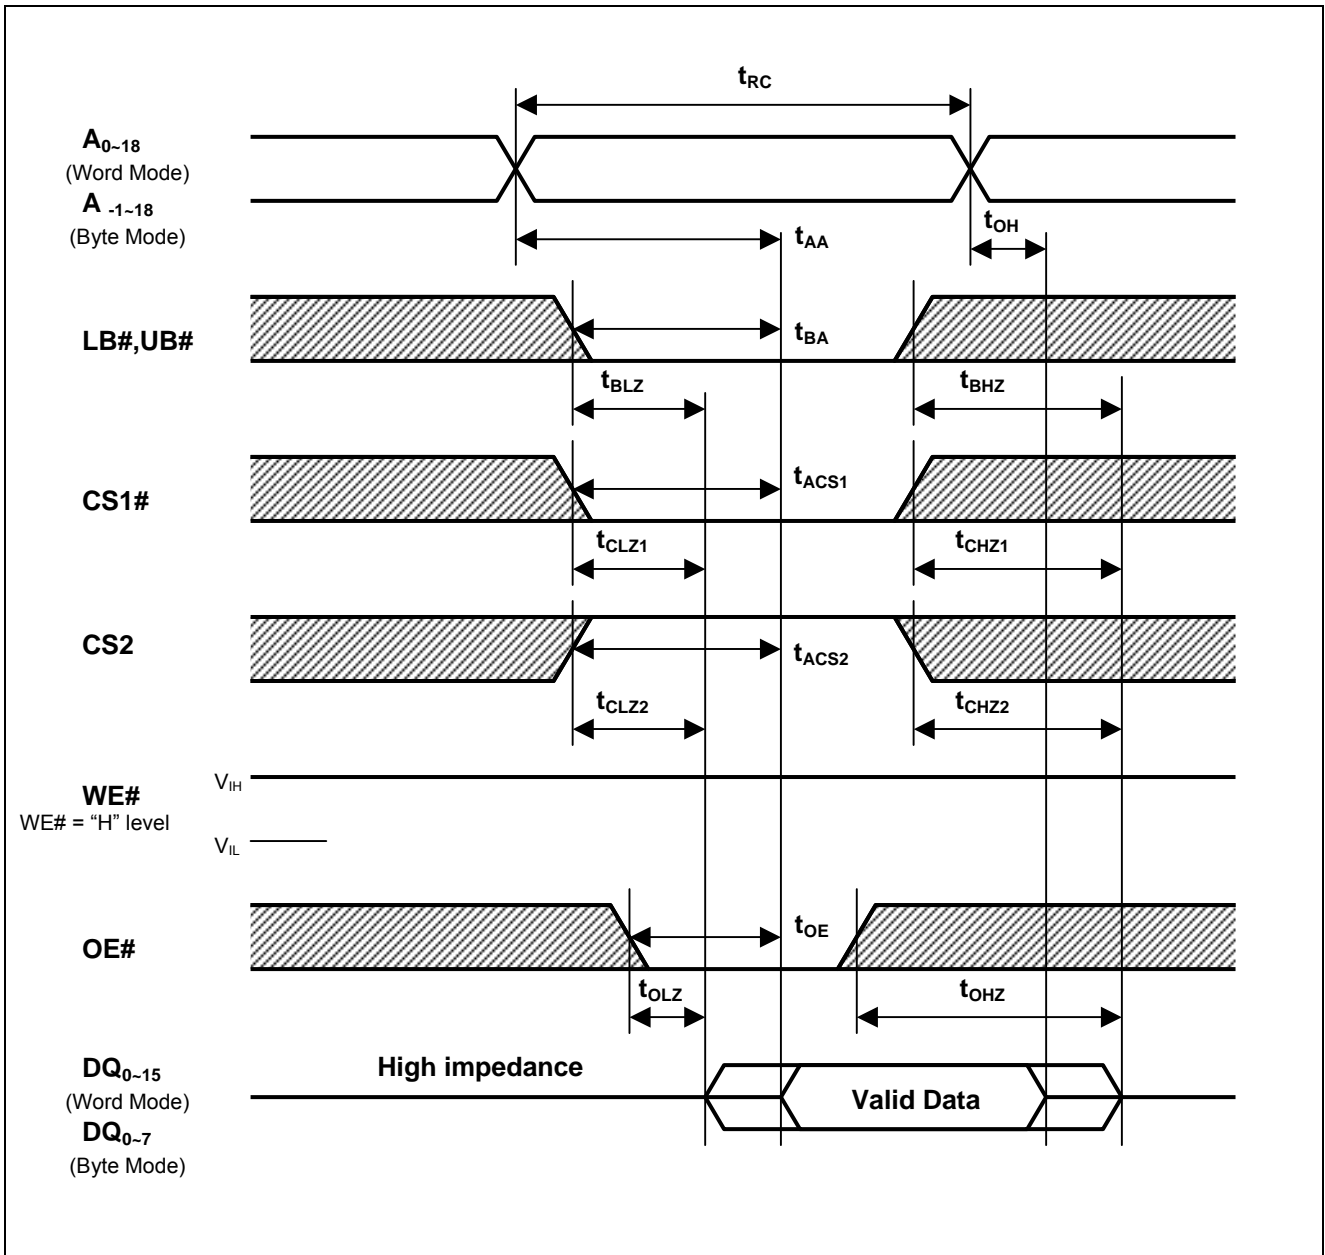 tRC
A0~18
(Word Mode)
A -1~18
(Byte Mode)
tOH
tAA
LB#,UB#
tBA
tBLZ
tBHZ
CS1#
tACS1
tCLZ1
tCHZ1
CS2
tACS2
tCLZ2
tCHZ2
WE#
VIH
WE# = “H” level
VIL
OE#
tOE
tOLZ
tOHZ
DQ0~15
High impedance
(Word Mode)
Valid Data
DQ0~7
(Byte Mode)